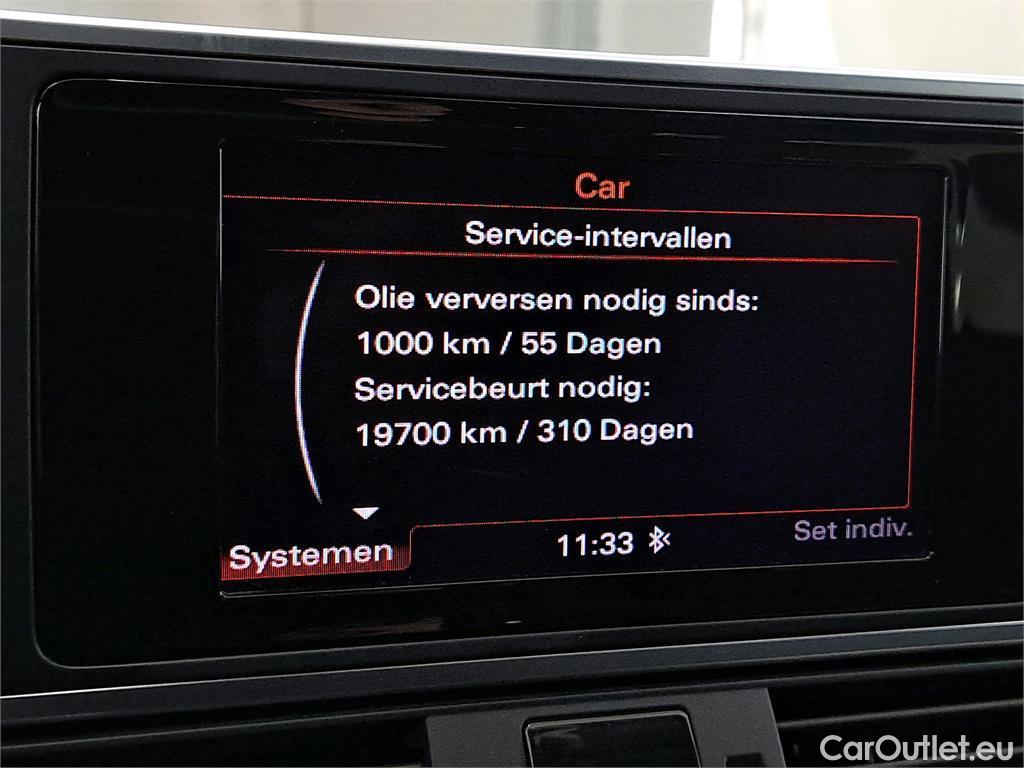 Car
Service-intervallen
Olie verversen nodig sinds:
1000 km / 55 Dagen
Servicebeurt nodig:
19700 km / 310 Dagen
Systemen
11:33
Set indiv.
CarOutlet.eu